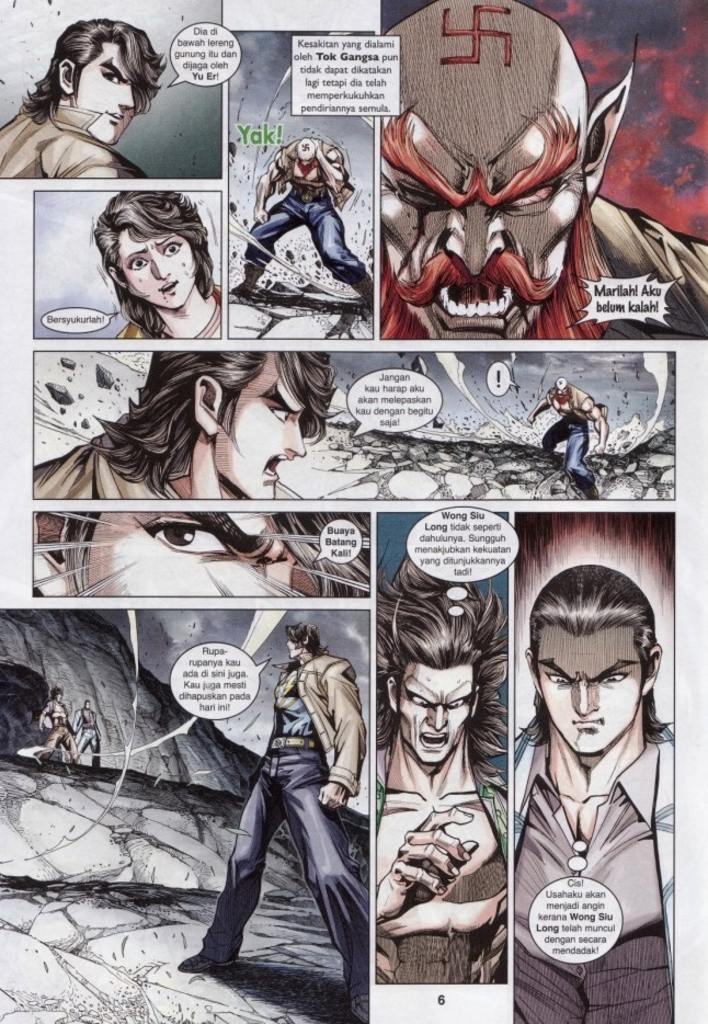 Dia di
bawah lereng
gunung itu dan
dijaga oleh
Yu Er!
Kesakitan yang dialami
oleh Tok Gangsa pun
tidak dapat dikatakan
lagi tetapi dia telah
memperkukuhkan
pendiriannya semula.
Yak!
Bersyukurlah!
Marilah! Aku
belum kalah!
Jangan
kau harap aku
akan melepaskan
kau dengan begitu
saja!
!
Buaya
Batang
Kali!
Wong Siu
Long tidak seperti
dahulunya. Sungguh
menakjubkan kekuatan
yang ditunjukkannya
tadi!
Rupa-
rupanya kau
ada di sini juga.
Kau juga mesti
dihapuskan pada
hari ini!
Cis!
Usahaku akan
menjadi angin
kerana Wong Siu
Long telah muncul
dengan secara
mendadak!
6